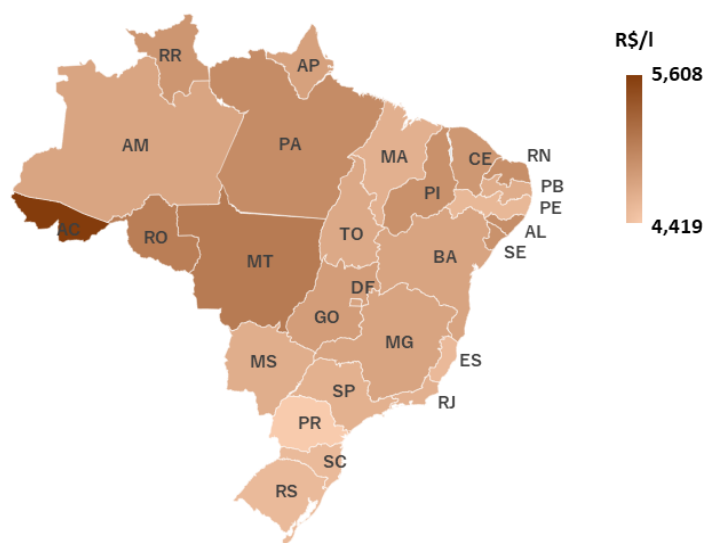 R$/l
5,608
4,419
RR
AP
AM
PA
MA
CE
RN
PB
PE
PI
AL
SE
AC
RO
TO
BA
MT
DF
GO
MG
MS
ES
SP
RJ
PR
SC
RS